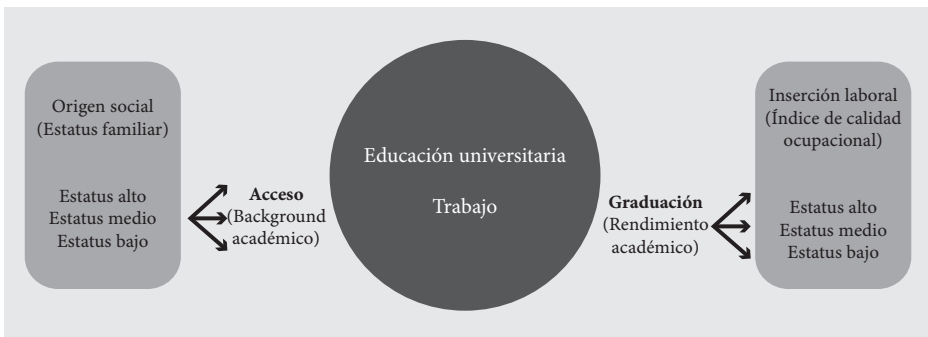 Origen social
(Estatus familiar)
Estatus alto
Estatus medio
Estatus bajo
Acceso
(Background
académico)
Educación universitaria
Trabajo
Graduación
(Rendimiento
académico)
Inserción laboral
(Índice de calidad
ocupacional)
Estatus alto
Estatus medio
Estatus bajo